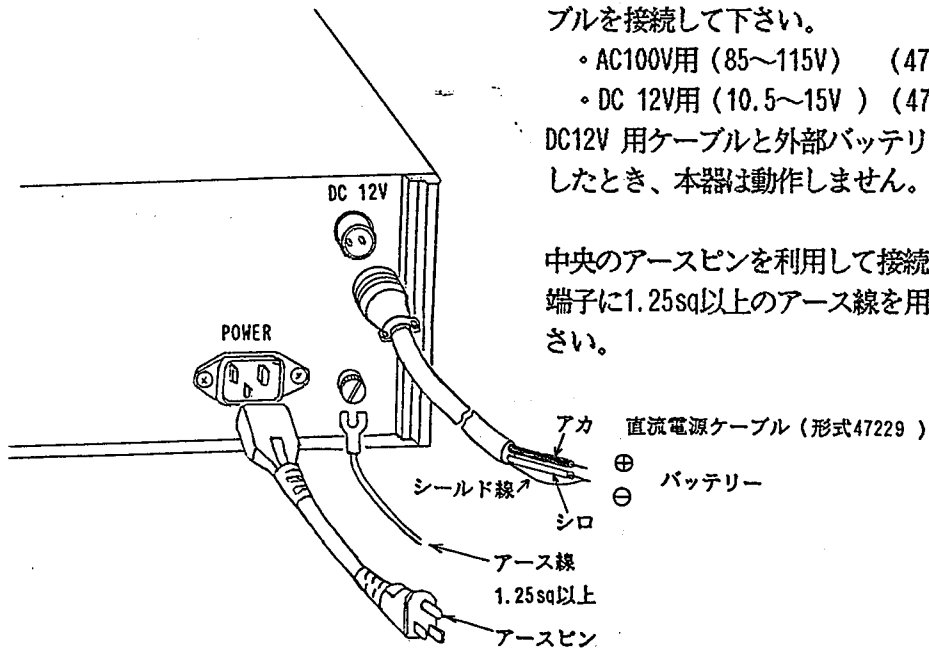 ブルを接続して下さい。
・AC100V用 (85〜115V) (47
・DC 12V用 (10.5〜15V ) (47
DC12V 用ケーブルと外部バッテリ
したとき、本器は動作しません。
中央のアースピンを利用して接続
端子に1.25sq以上のアース線を用
さい。
DC 12V
POWER
アカ
直流電源ケーブル (形式47229 )
⊕
バッテリー
⊖
シールド線
シロ
アース線
1.25sq以上
アースピン